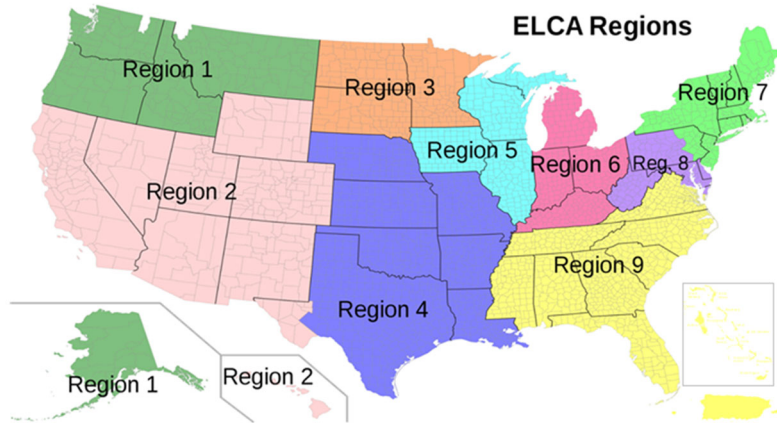 ELCA Regions
Region 1
Region 3
Region 7
Region 5
Region 6
Reg. 8
Region 2
Region 9
Region 4
Region 1
Region 2